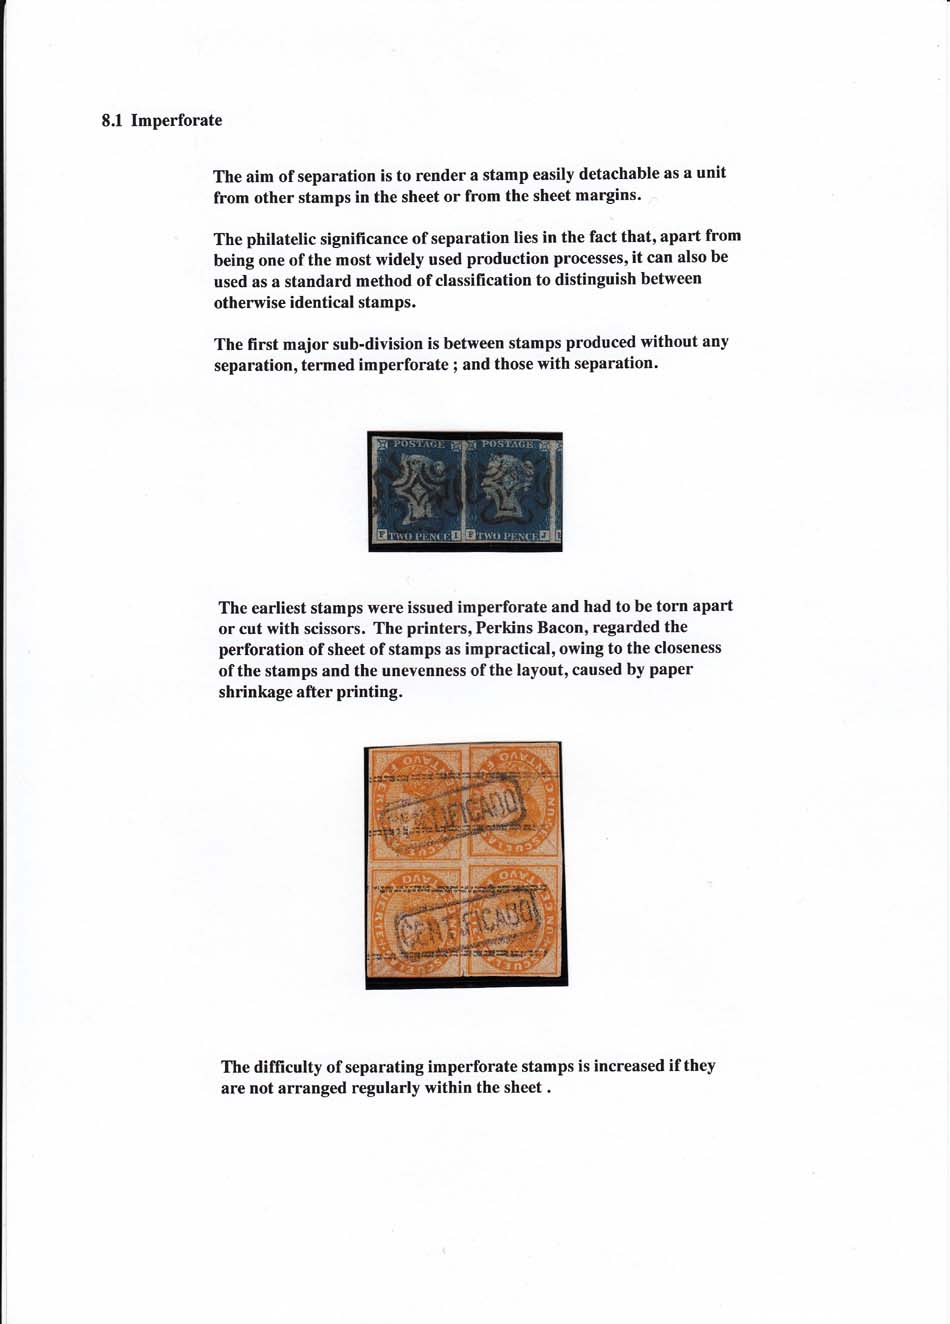 8.1 Imperforate
The aim of separation is to render a stamp easily detachable as a unit
from other stamps in the sheet or from the sheet margins.
The philatelic significance of separation lies in the fact that, apart from
being one of the most widely used production processes, it can also be
used as a standard method of classification to distinguish between
otherwise identical stamps.
The first major sub-division is between stamps produced without any
separation, termed imperforate ; and those with separation.
POSTAGE POSTAGE
F TWO PENCE I F TWO PENCE J
The earliest stamps were issued imperforate and had to be torn apart
or cut with scissors. The printers, Perkins Bacon, regarded the
perforation of sheet of stamps as impractical, owing to the closeness
of the stamps and the unevenness of the layout, caused by paper
shrinkage after printing.
CERTIFICADO
CERTIFICADO
The difficulty of separating imperforate stamps is increased if they
are not arranged regularly within the sheet .